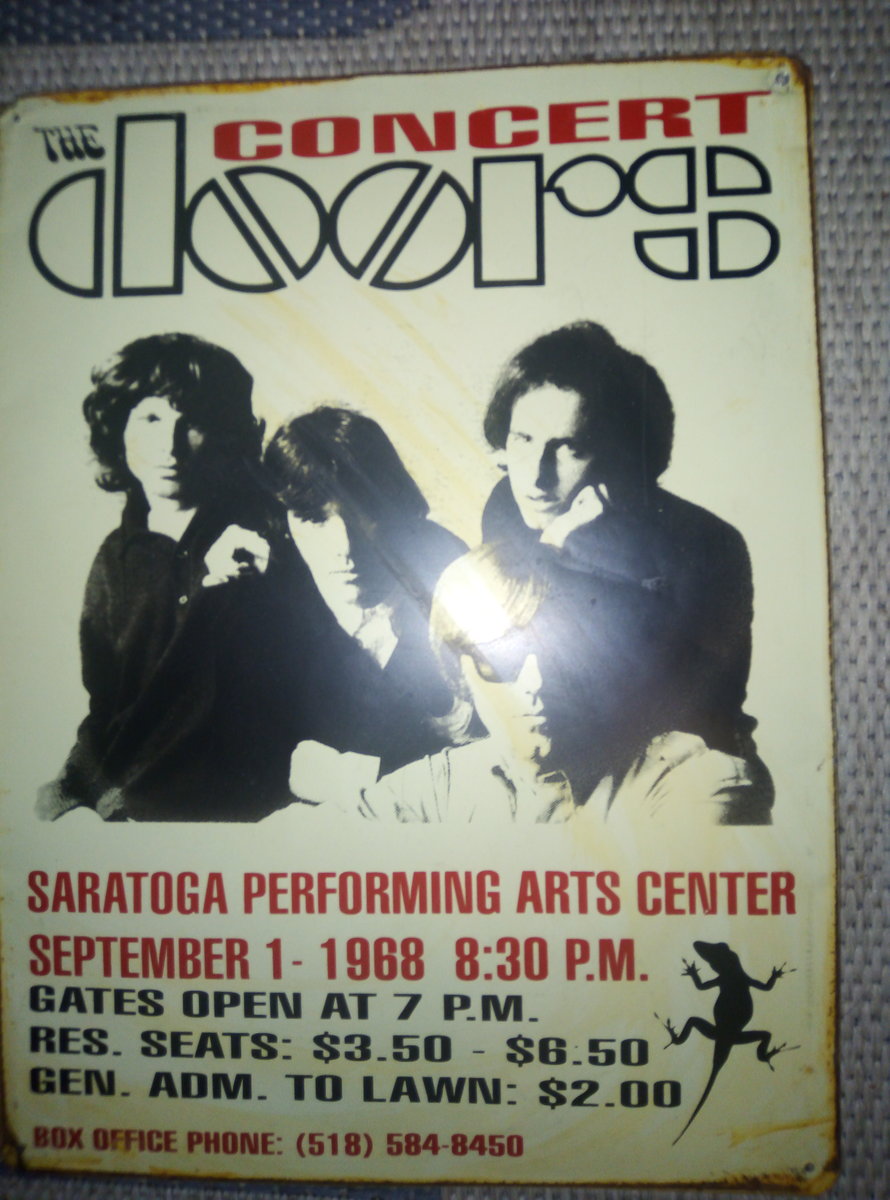 CONCERT
THE doors
SARATOGA PERFORMING ARTS CENTER
SEPTEMBER 1- 1968 8:30 P.M.
GATES OPEN AT 7 P.M.
RES. SEATS: $3.50 - $6.50
GEN. ADM. TO LAWN: $2.00
BOX OFFICE PHONE: (518) 584-8450